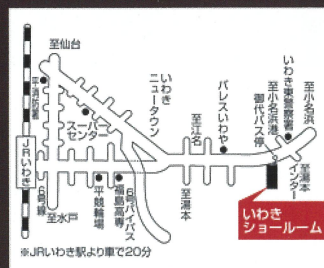 至仙台
平消防署
スーパー
センター
いわき
ニュータウン
パレスいわや
至江名
至小名浜港
御代バス停
いわき東警察署
至小名浜
至湯本
インター
JRいわき
6号線
至水戸
平競輪場
福島高専
6号バイパス
至湯本
いわき
ショールーム
※JRいわき駅より車で20分